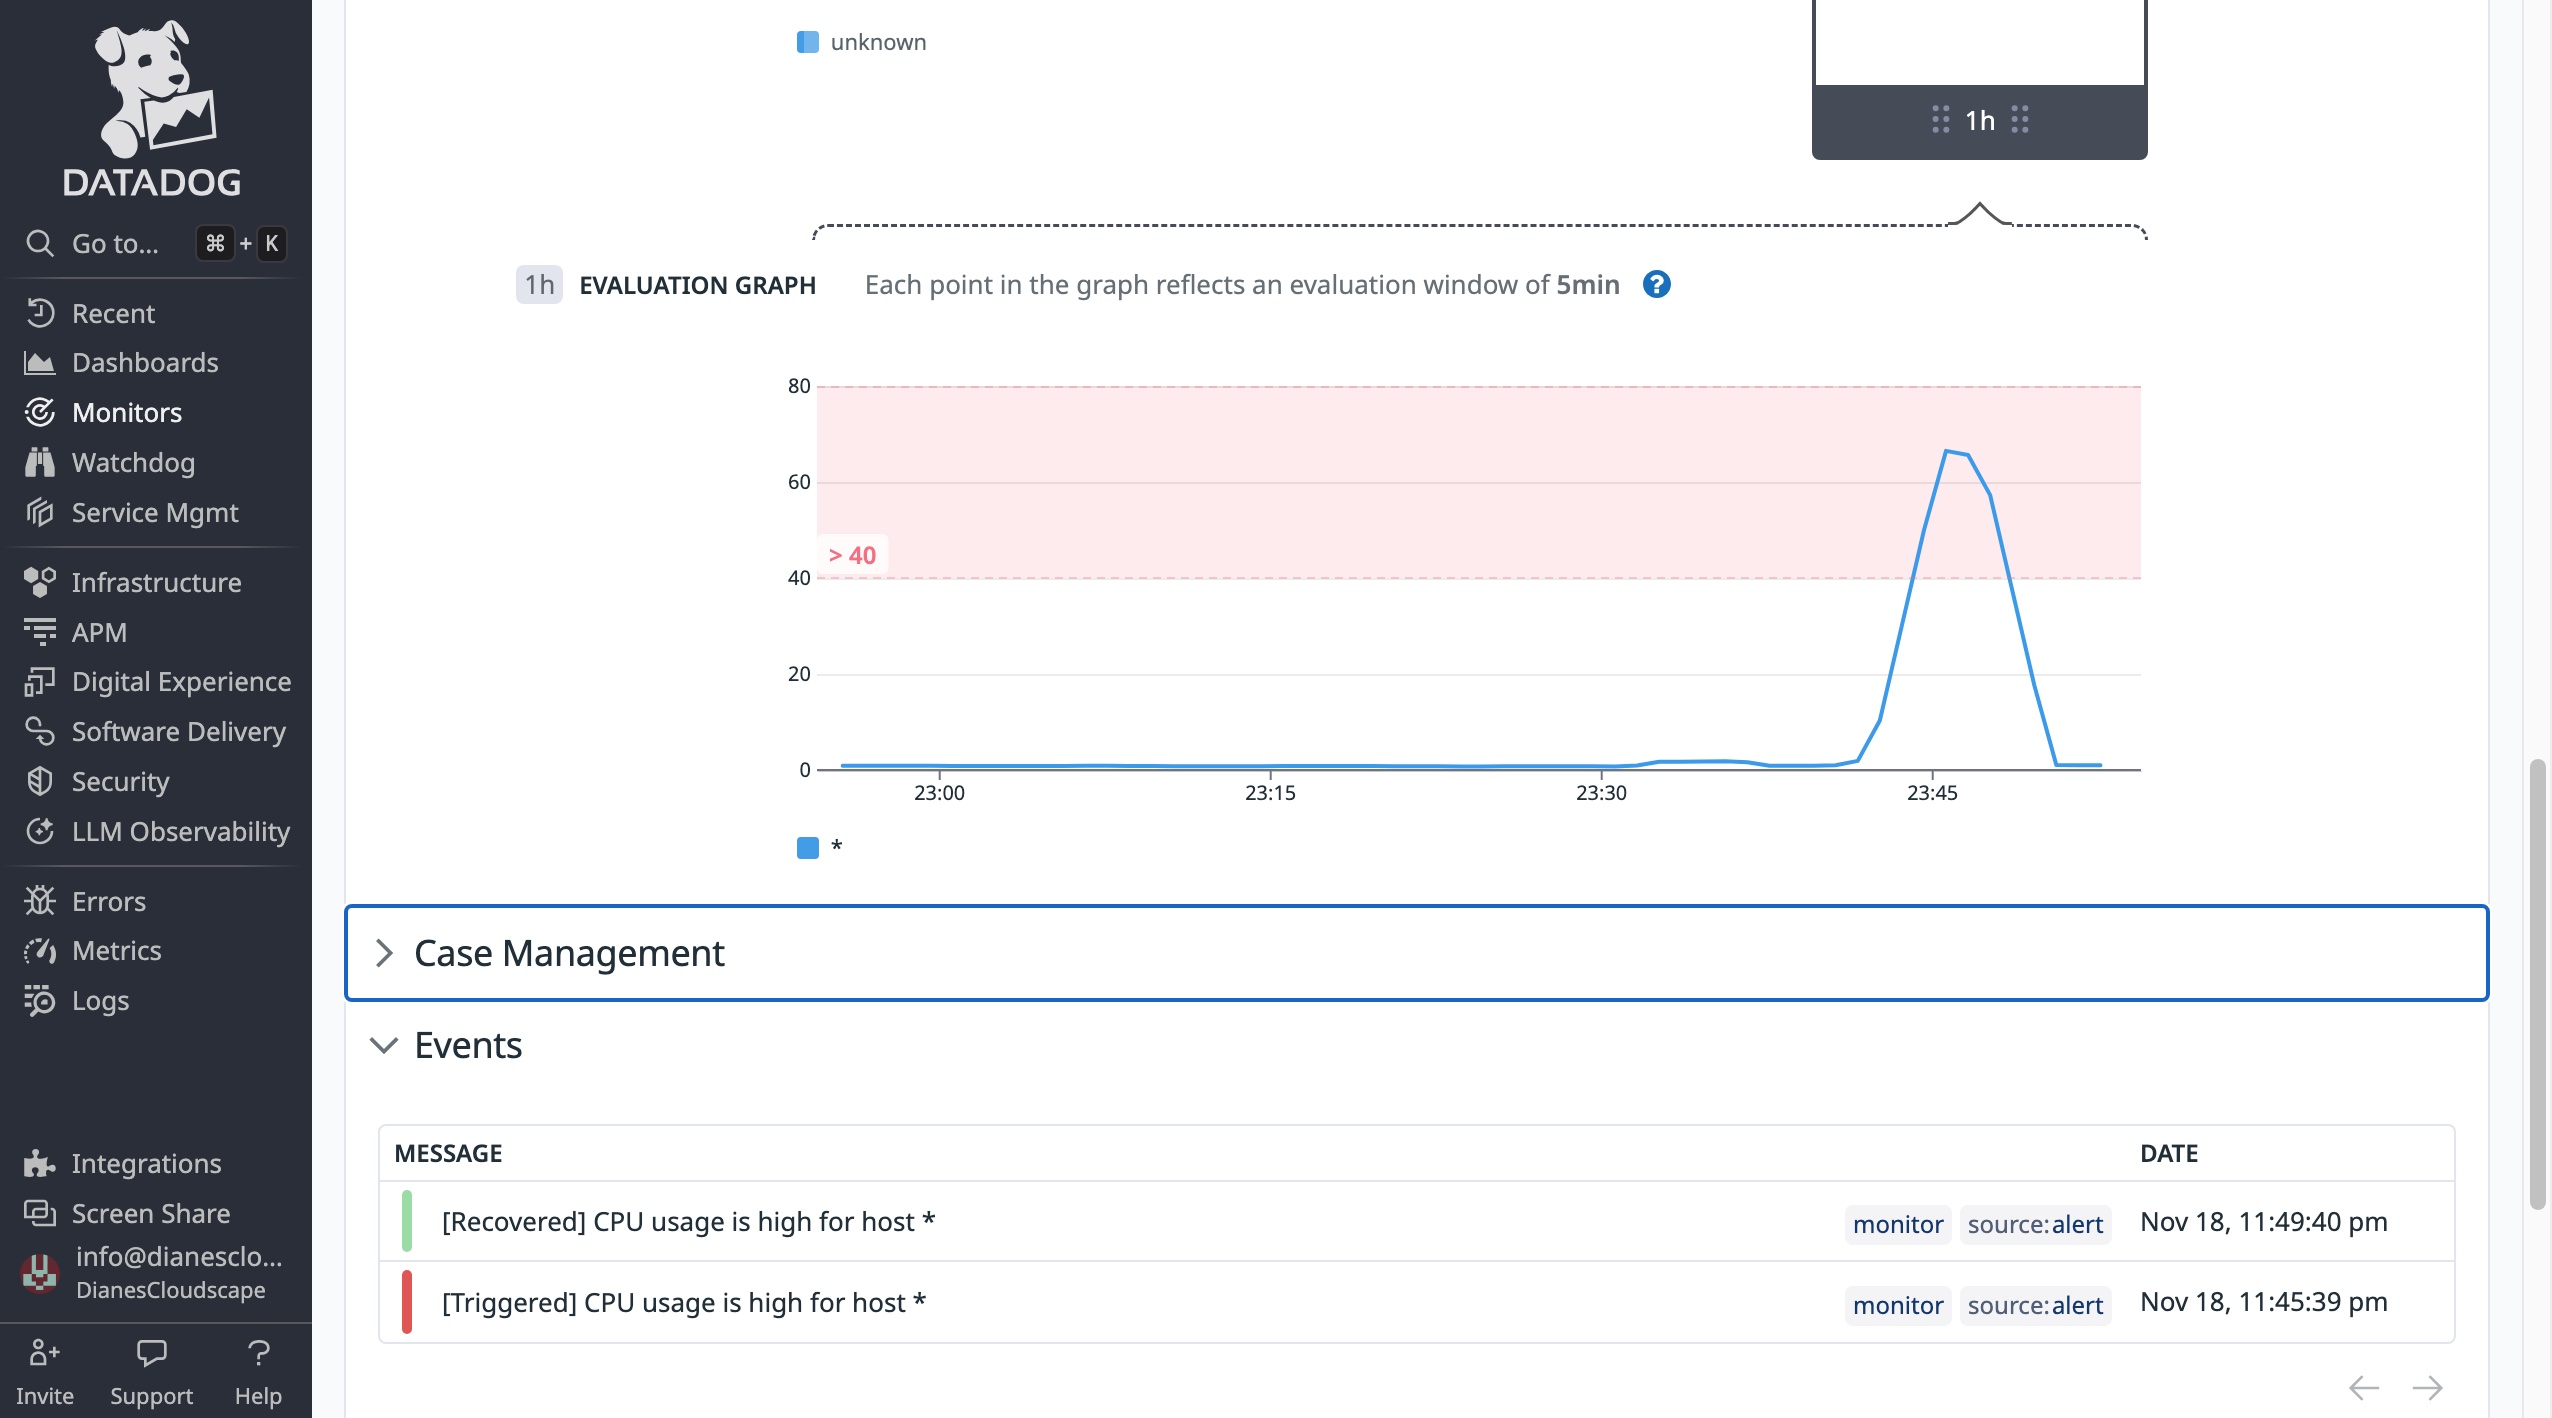 DATADOG
Go to... ⌘ + K
Recent
Dashboards
Monitors
Watchdog
Service Mgmt
Infrastructure
APM
Digital Experience
Software Delivery
Security
LLM Observability
Errors
Metrics
Logs
Integrations
Screen Share
info@dianesclo...
DianesCloudscape
Invite Support Help
unknown
1h
1h EVALUATION GRAPH Each point in the graph reflects an evaluation window of 5min ?
80
60
> 40
40
20
0
23:00 23:15 23:30 23:45
*
Case Management
Events
MESSAGE DATE
[Recovered] CPU usage is high for host * monitor source:alert Nov 18, 11:49:40 pm
[Triggered] CPU usage is high for host * monitor source:alert Nov 18, 11:45:39 pm